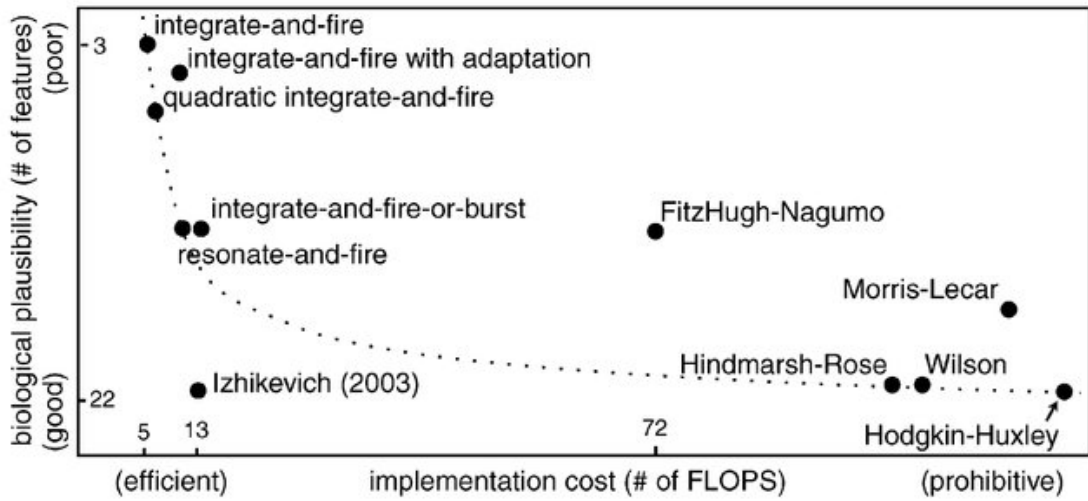 biological plausibility (# of features)
(good)
(poor)
3
22
integrate-and-fire
integrate-and-fire with adaptation
quadratic integrate-and-fire
integrate-and-fire-or-burst
resonate-and-fire
FitzHugh-Nagumo
Morris-Lecar
Hindmarsh-Rose
Wilson
Izhikevich (2003)
Hodgkin-Huxley
5
13
72
(efficient)
implementation cost (# of FLOPS)
(prohibitive)